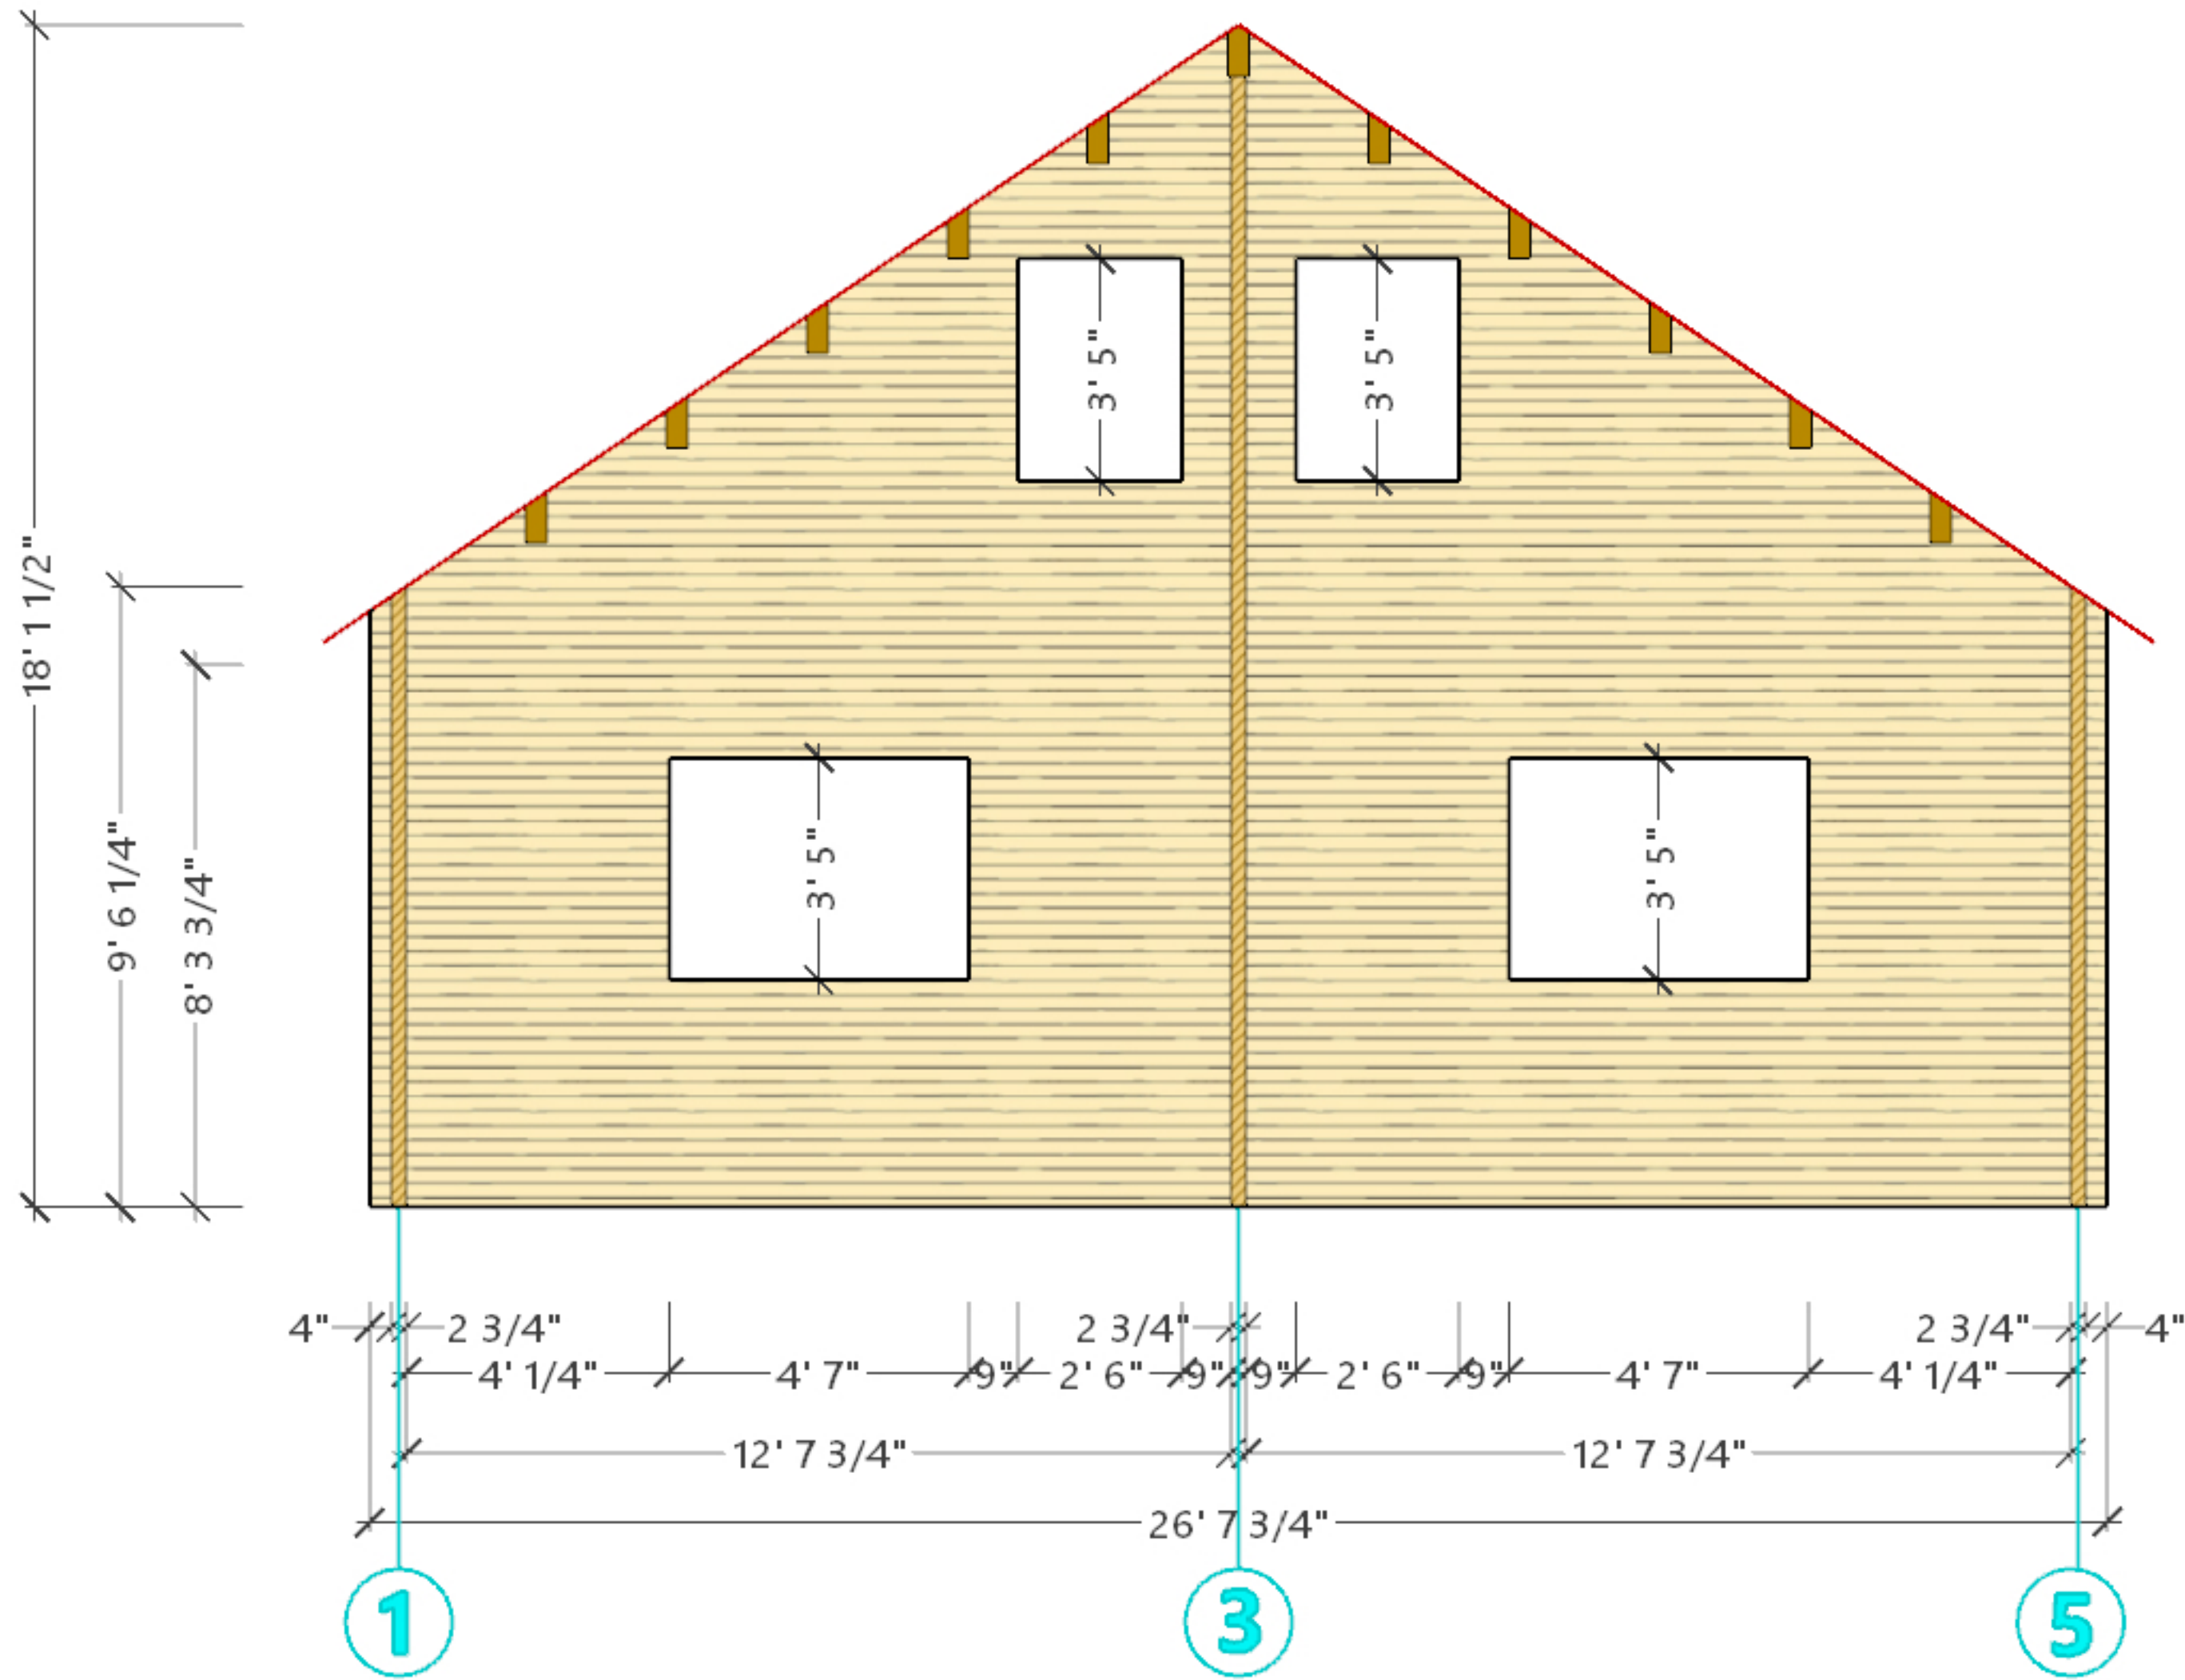 18' 1 1/2"
9' 6 1/4"
8' 3 3/4"
3' 5"
3' 5"
3' 5"
3' 5"
4" 2 3/4" 2 3/4" 2 3/4" 4"
4' 1/4" 4' 7" 9" 2' 6" 9" 9" 2' 6" 9" 4' 7" 4' 1/4"
12' 7 3/4" 12' 7 3/4"
26' 7 3/4"
1 3 5